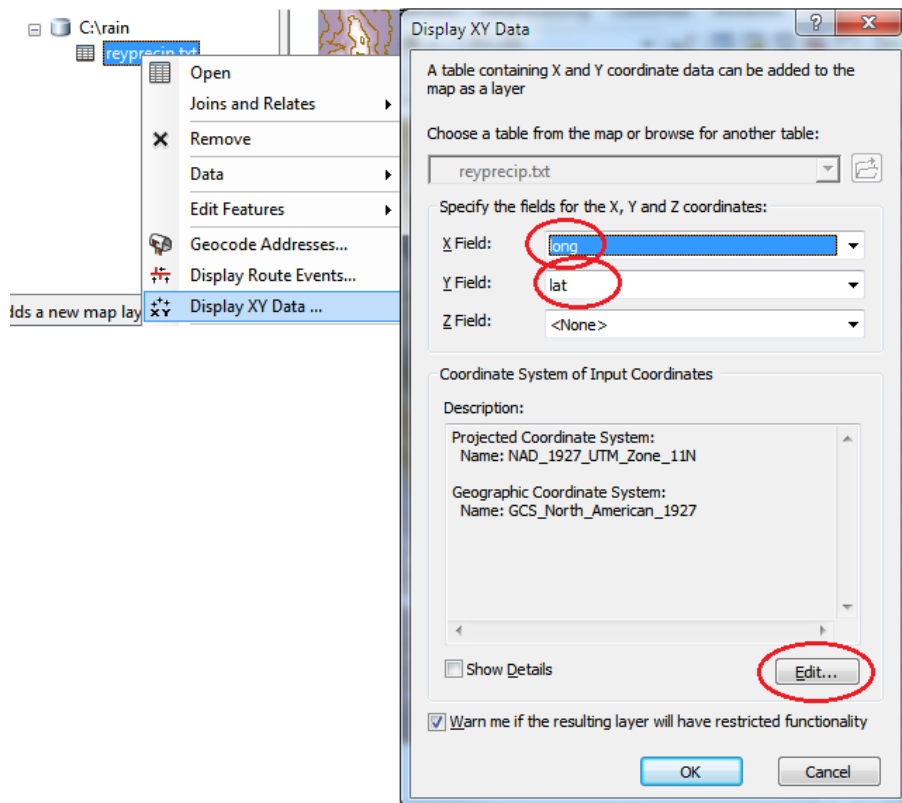 C:\rain
reyprecip.txt
Open
Joins and Relates
Remove
Data
Edit Features
Geocode Addresses...
Display Route Events...
Display XY Data ...
dds a new map lay
Display XY Data
A table containing X and Y coordinate data can be added to the
map as a layer
Choose a table from the map or browse for another table:
reyprecip.txt
Specify the fields for the X, Y and Z coordinates:
X Field:
long
Y Field:
lat
Z Field:
<None>
Coordinate System of Input Coordinates
Description:
Projected Coordinate System:
Name: NAD_1927_UTM_Zone_11N
Geographic Coordinate System:
Name: GCS_North_American_1927
Show Details
Edit...
Warn me if the resulting layer will have restricted functionality
OK
Cancel